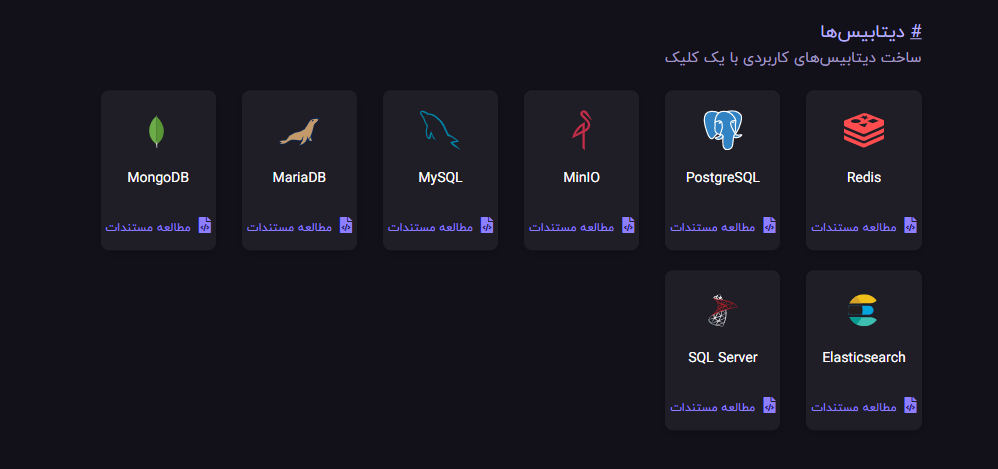 # دیتابیس‌ها
ساخت دیتابیس‌های کاربردی با یک کلیک
Redis
مطالعه مستندات
PostgreSQL
مطالعه مستندات
MinIO
مطالعه مستندات
MySQL
مطالعه مستندات
MariaDB
مطالعه مستندات
MongoDB
مطالعه مستندات
Elasticsearch
مطالعه مستندات
SQL Server
مطالعه مستندات